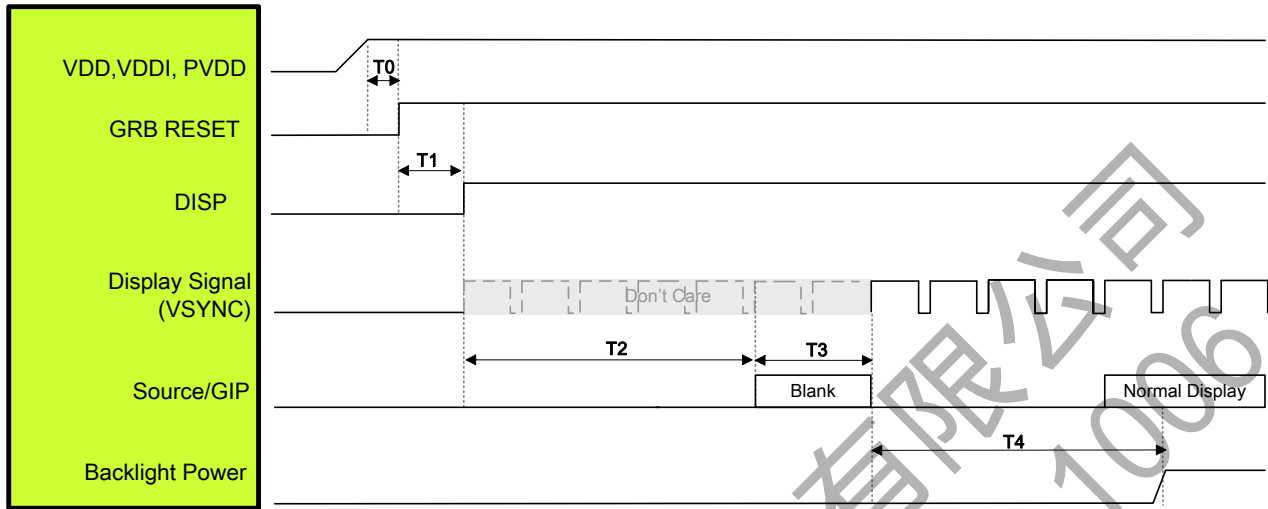 VDD,VDDI, PVDD
T0
GRB RESET
T1
DISP
Display Signal
(VSYNC)
Don't Care
T2
T3
Source/GIP
Blank
Normal Display
T4
Backlight Power
有限公司
1006